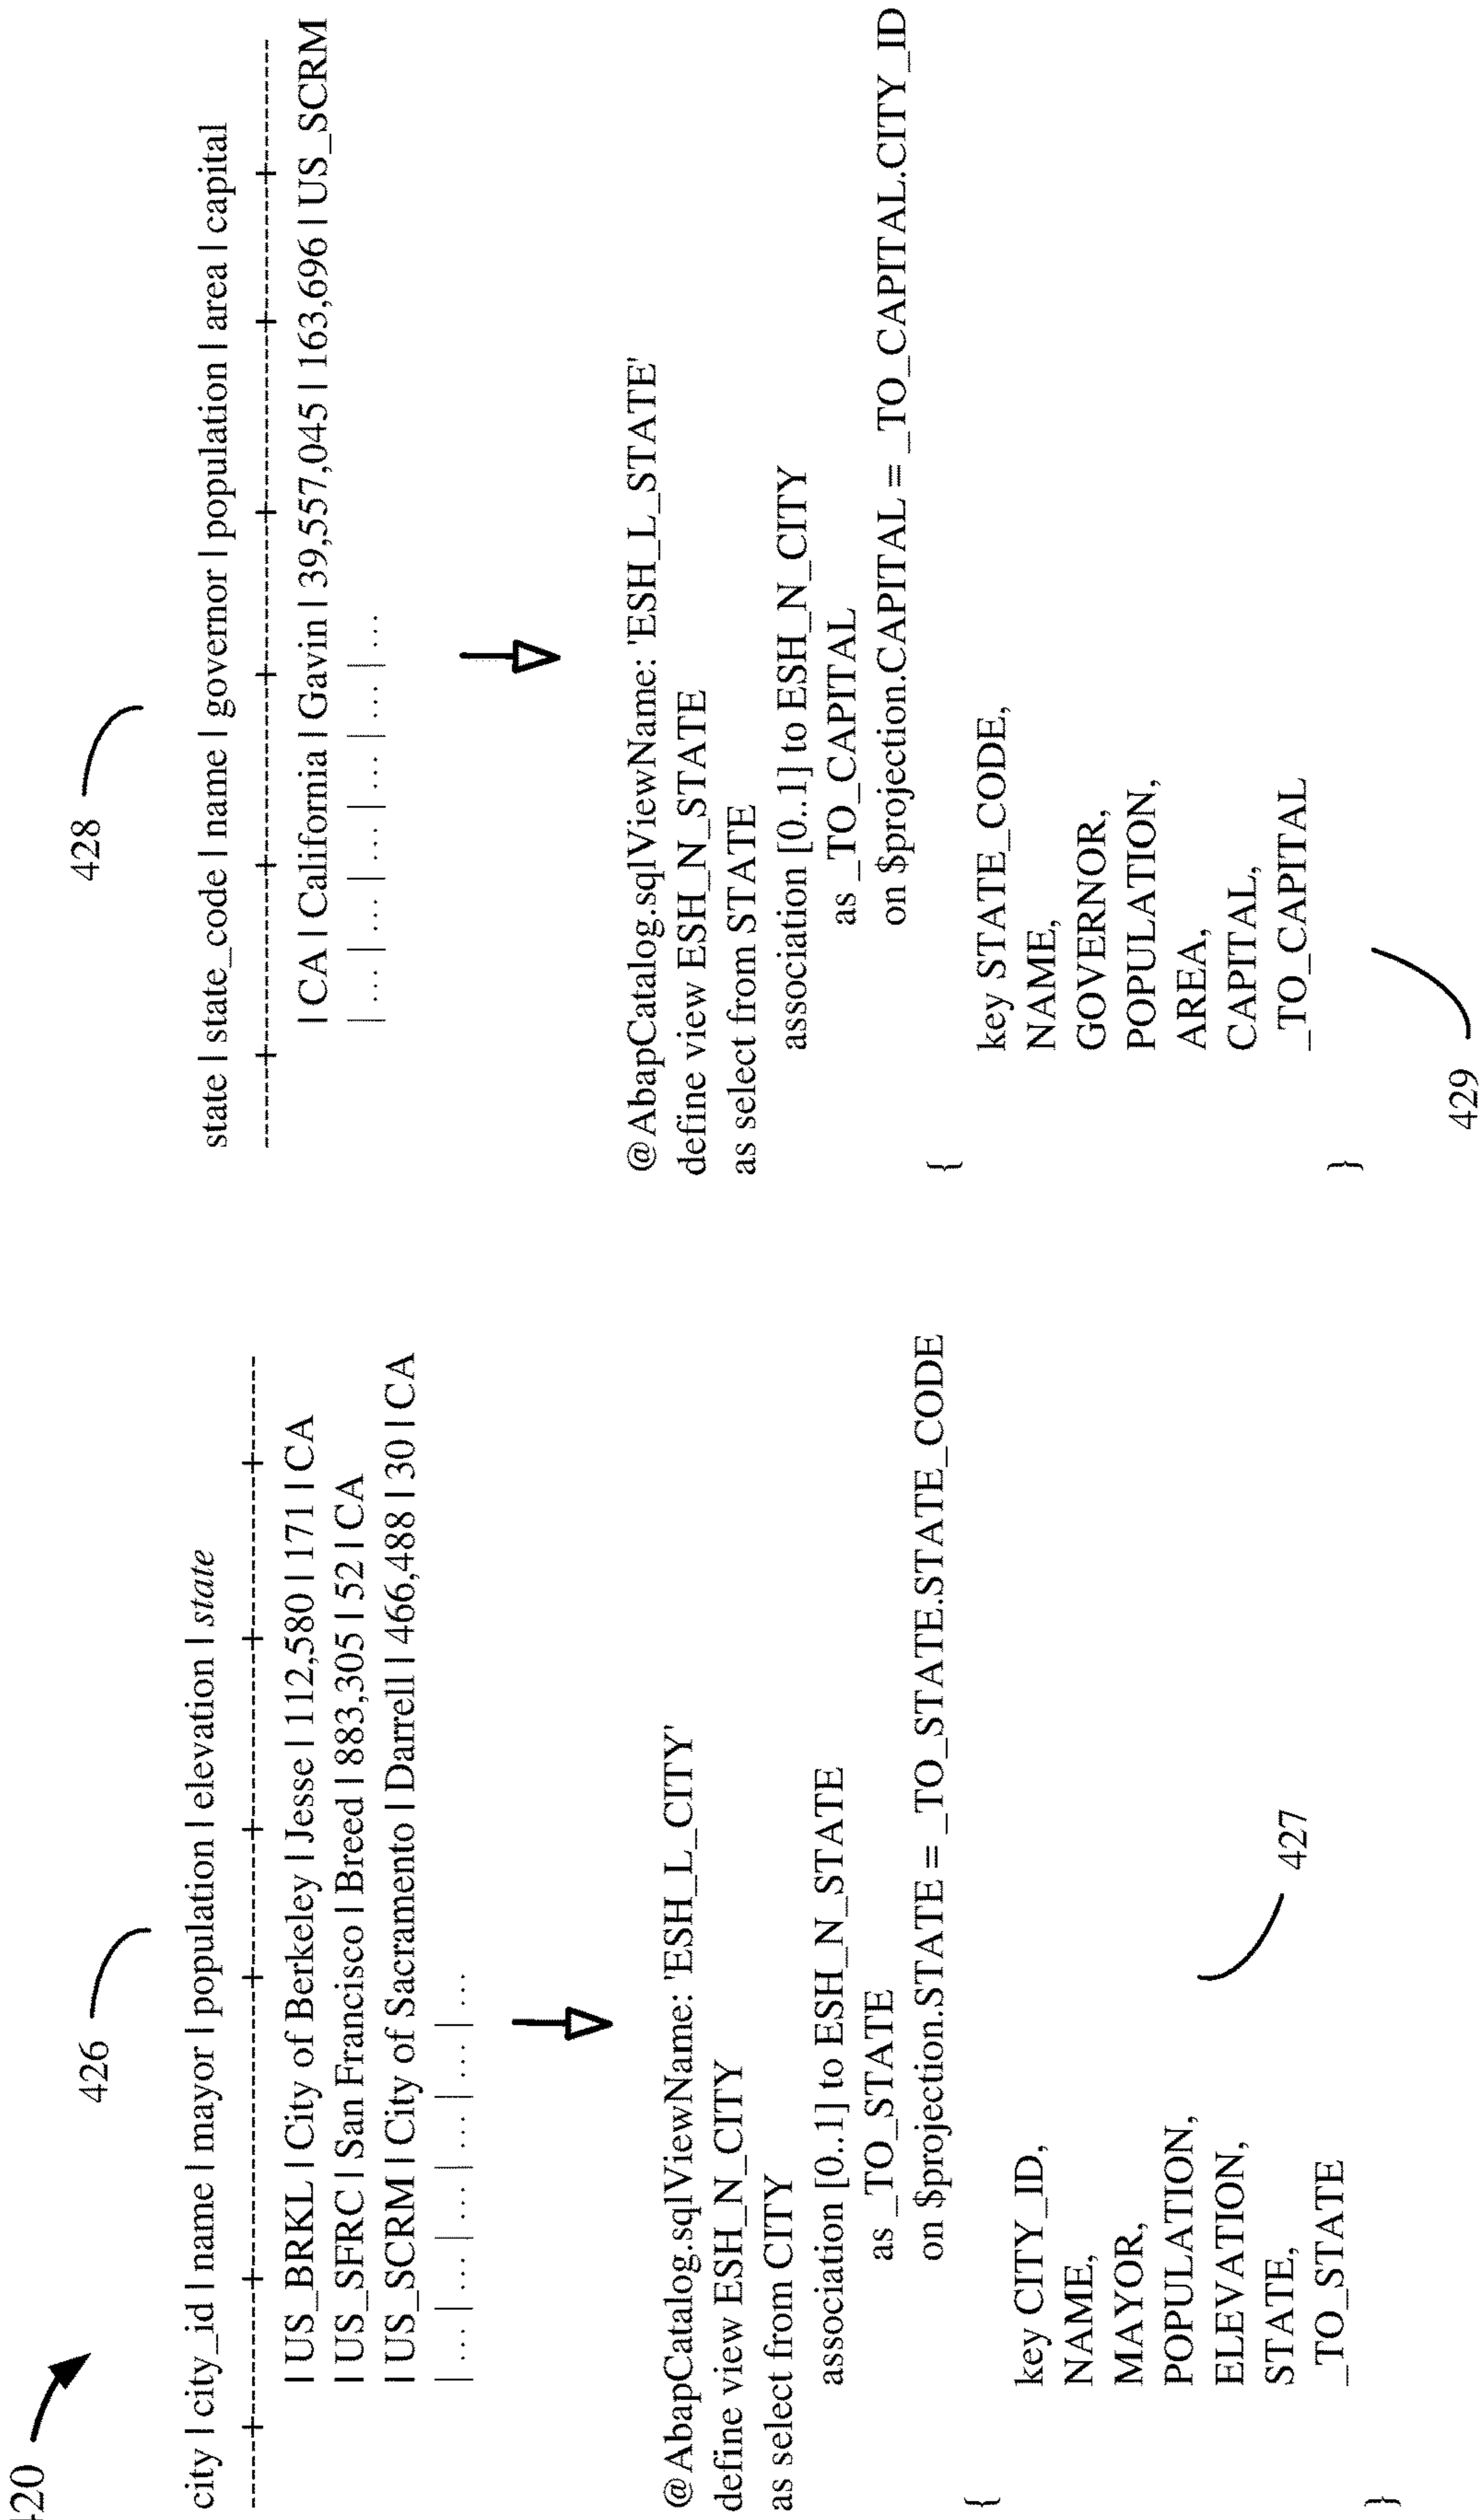 420
426
city | city_id | name | mayor | population | elevation | state
| US_BRKL | City of Berkeley | Jesse | 112,580 | 171 | CA
| US_SFRC | San Francisco | Breed | 883,305 | 52 | CA
| US_SCRM | City of Sacramento | Darrell | 466,488 | 30 | CA
| ... | ... | ... | ... | ...
@AbapCatalog.sqlViewName: 'ESH_L_CITY'
define view ESH_N_CITY
as select from CITY
association [0..1] to ESH_N_STATE
as _TO_STATE
on $projection.STATE = _TO_STATE.STATE_CODE
{
key CITY_ID,
NAME,
MAYOR,
POPULATION,
ELEVATION,
STATE,
_TO_STATE
}
427
428
state | state_code | name | governor | population | area | capital
| CA | California | Gavin | 39,557,045 | 163,696 | US_SCRM
| ... | ... | ... | ... | ...
@AbapCatalog.sqlViewName: 'ESH_L_STATE'
define view ESH_N_STATE
as select from STATE
association [0..1] to ESH_N_CITY
as _TO_CAPITAL
on $projection.CAPITAL = _TO_CAPITAL.CITY_ID
{
key STATE_CODE,
NAME,
GOVERNOR,
POPULATION,
AREA,
CAPITAL,
_TO_CAPITAL
}
429